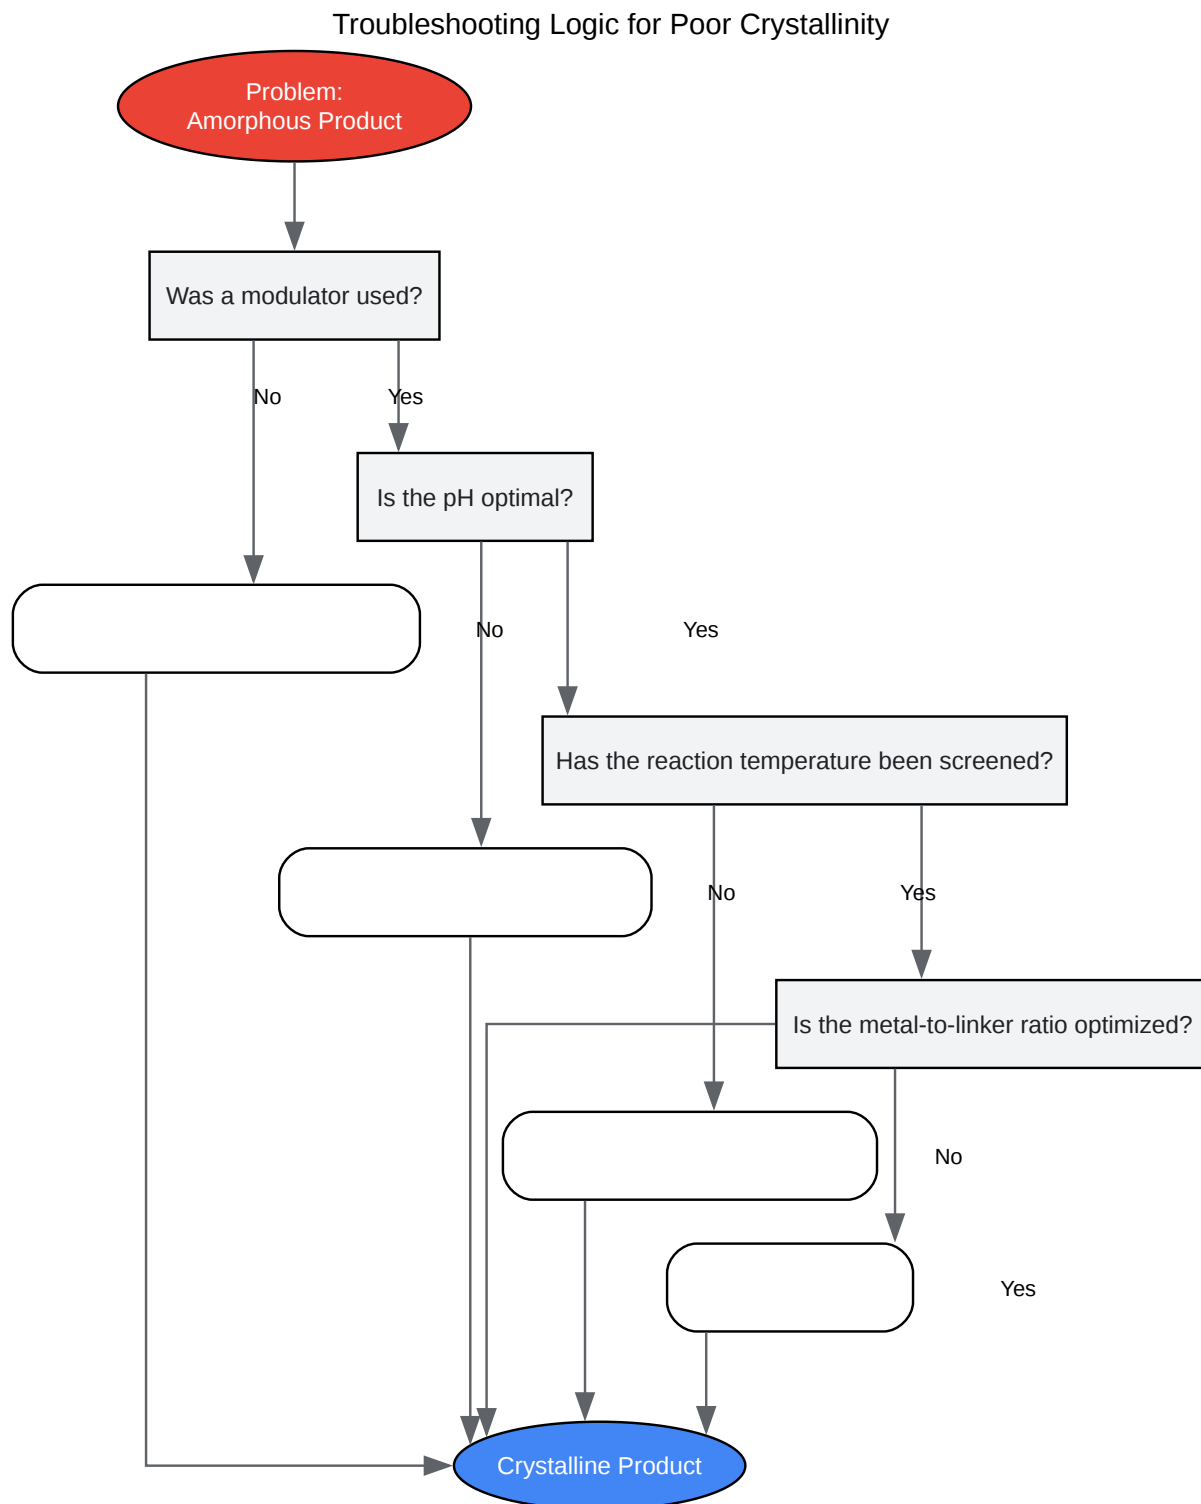 Troubleshooting Logic for Poor Crystallinity
Problem:
Amorphous Product
Was a modulator used?
No
Yes
Is the pH optimal?
No
Yes
Has the reaction temperature been screened?
No
Yes
Is the metal-to-linker ratio optimized?
No
Yes
Crystalline Product